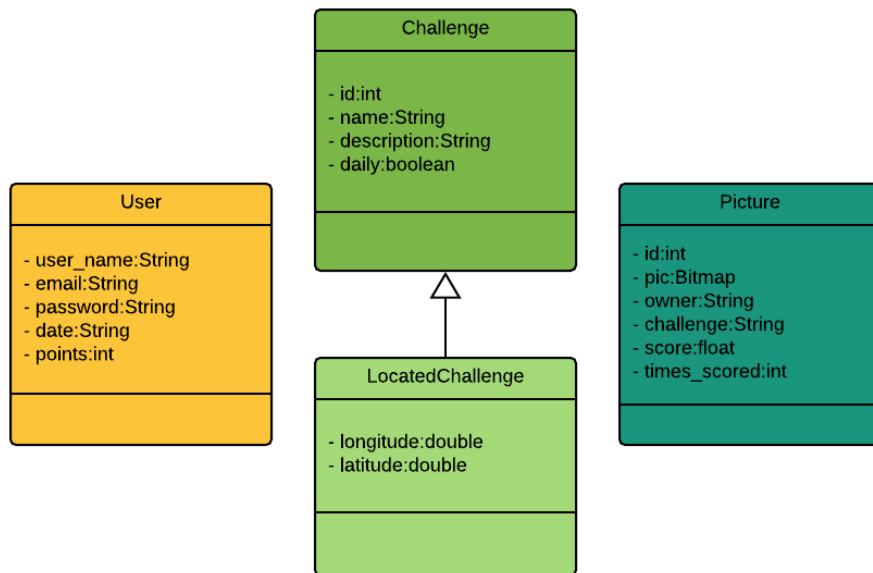 Challenge
- id:int
- name:String
- description:String
- daily:boolean
User
- user_name:String
- email:String
- password:String
- date:String
- points:int
Picture
- id:int
- pic:Bitmap
- owner:String
- challenge:String
- score:float
- times_scored:int
LocatedChallenge
- longitude:double
- latitude:double